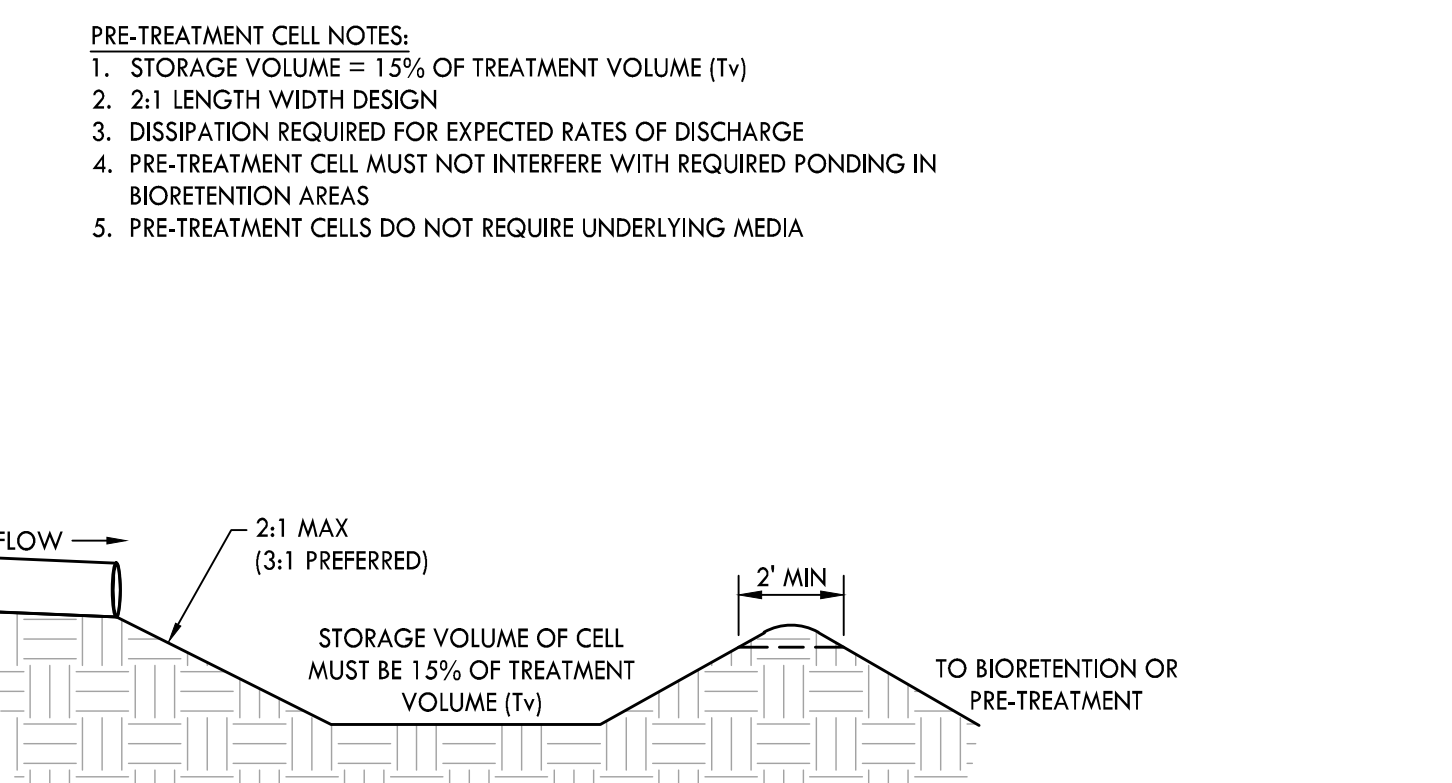 PRE-TREATMENT CELL NOTES:
1. STORAGE VOLUME = 15% OF TREATMENT VOLUME (Tv)
2. 2:1 LENGTH WIDTH DESIGN
3. DISSIPATION REQUIRED FOR EXPECTED RATES OF DISCHARGE
4. PRE-TREATMENT CELL MUST NOT INTERFERE WITH REQUIRED PONDING IN
BIORETENTION AREAS
5. PRE-TREATMENT CELLS DO NOT REQUIRE UNDERLYING MEDIA
FLOW
2:1 MAX
(3:1 PREFERRED)
2' MIN
STORAGE VOLUME OF CELL
MUST BE 15% OF TREATMENT
VOLUME (Tv)
TO BIORETENTION OR
PRE-TREATMENT